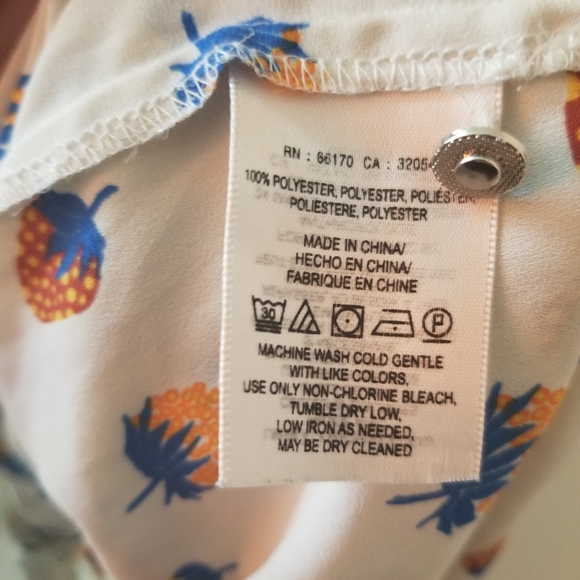 RN : 66170 CA : 3205
100% POLYESTER, POLYESTER,
POLIESTERE, POLYESTER
MADE IN CHINA/
HECHO EN CHINA/
FABRIQUE EN CHINE
30 P
MACHINE WASH COLD GENTLE
WITH LIKE COLORS,
USE ONLY NON-CHLORINE BLEACH,
TUMBLE DRY LOW,
LOW IRON AS NEEDED,
MAY BE DRY CLEANED